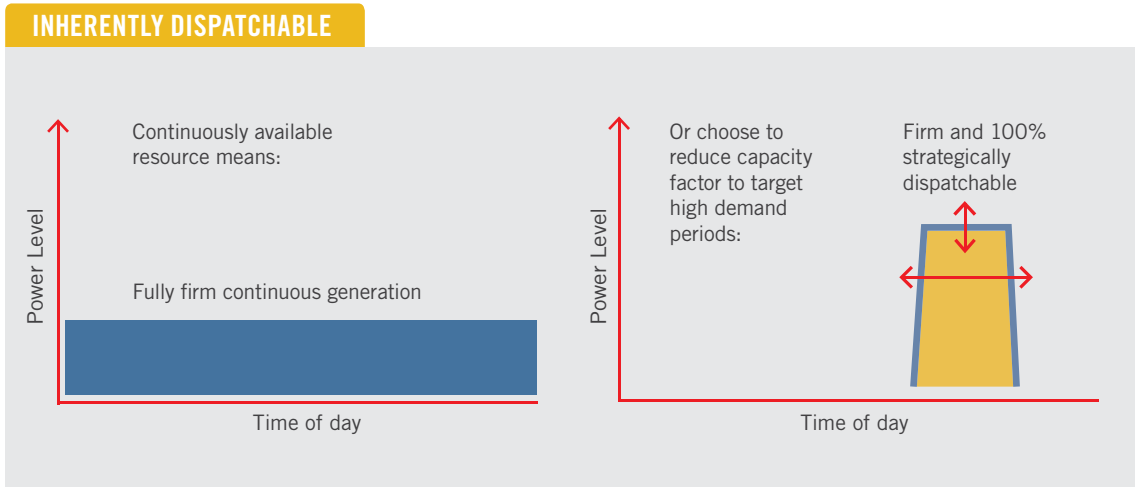 INHERENTLY DISPATCHABLE
Continuously available
resource means:
Fully firm continuous generation
Power Level
Time of day
Or choose to
reduce capacity
factor to target
high demand
periods:
Firm and 100%
strategically
dispatchable
Power Level
Time of day